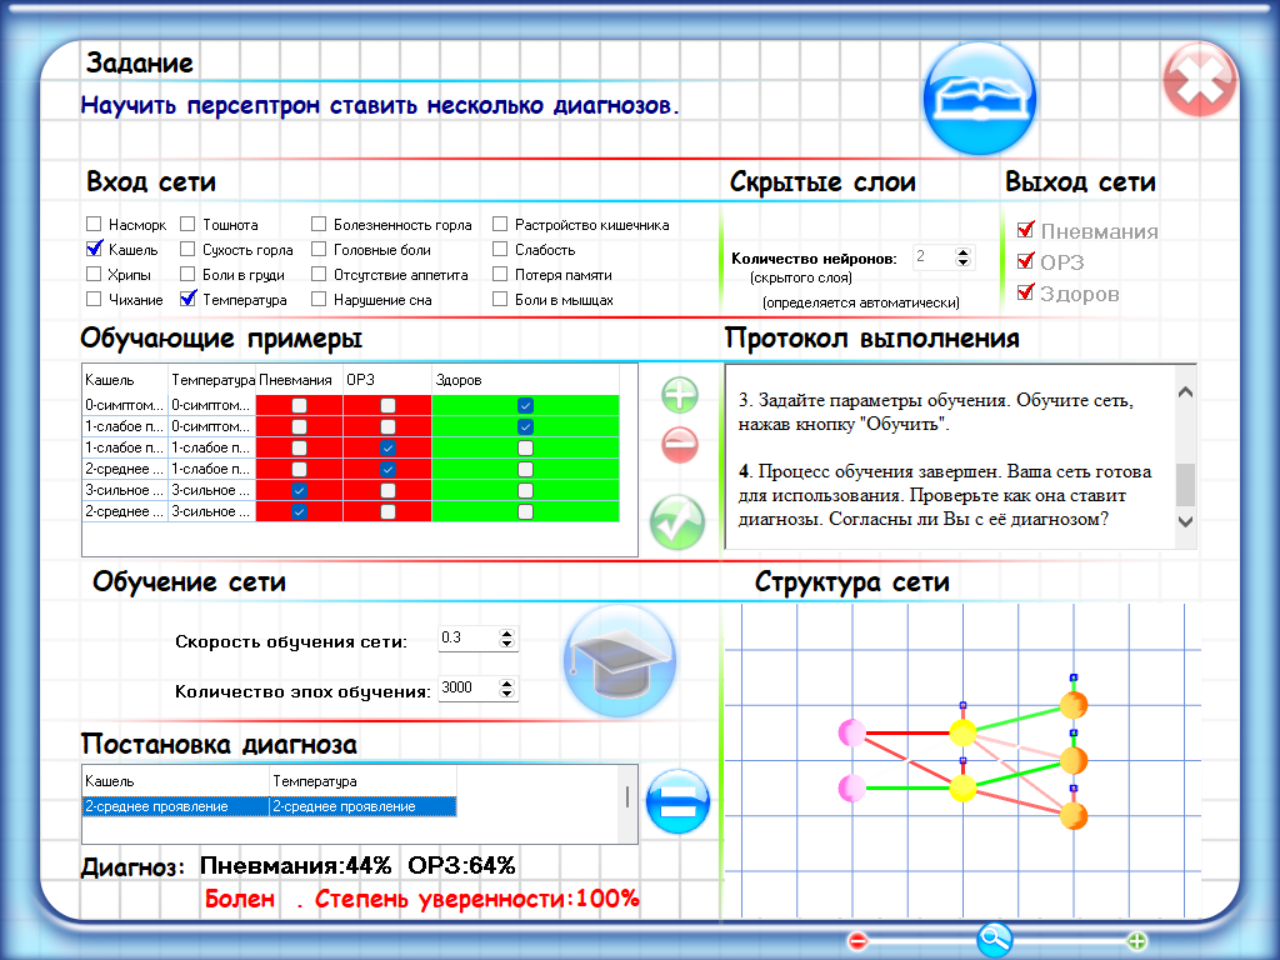 Задание
Научить персептрон ставить несколько диагнозов.
Вход сети
Насморк
Тошнота
Болезненность горла
Растройство кишечника
Кашель
Сухость горла
Головные боли
Слабость
Хрипы
Боли в груди
Отсутствие аппетита
Потеря памяти
Чихание
Температура
Нарушение сна
Боли в мышцах
Скрытые слои
Количество нейронов: 2
(скрытого слоя)
(определяется автоматически)
Выход сети
Пневмания
ОРЗ
Здоров
Обучающие примеры
Кашель Температура Пневмания ОРЗ Здоров
0-симптом... 0-симптом...
1-слабое п... 0-симптом...
1-слабое п... 1-слабое п...
2-среднее ... 1-слабое п...
3-сильное ... 3-сильное ...
2-среднее ... 3-сильное ...
Протокол выполнения
3. Задайте параметры обучения. Обучите сеть,
нажав кнопку "Обучить".
4. Процесс обучения завершен. Ваша сеть готова
для использования. Проверьте как она ставит
диагнозы. Согласны ли Вы с её диагнозом?
Обучение сети
Скорость обучения сети: 0.3
Количество эпох обучения: 3000
Структура сети
Постановка диагноза
Кашель Температура
2-среднее проявление 2-среднее проявление
Диагноз: Пневмания:44% ОРЗ:64%
Болен . Степень уверенности:100%